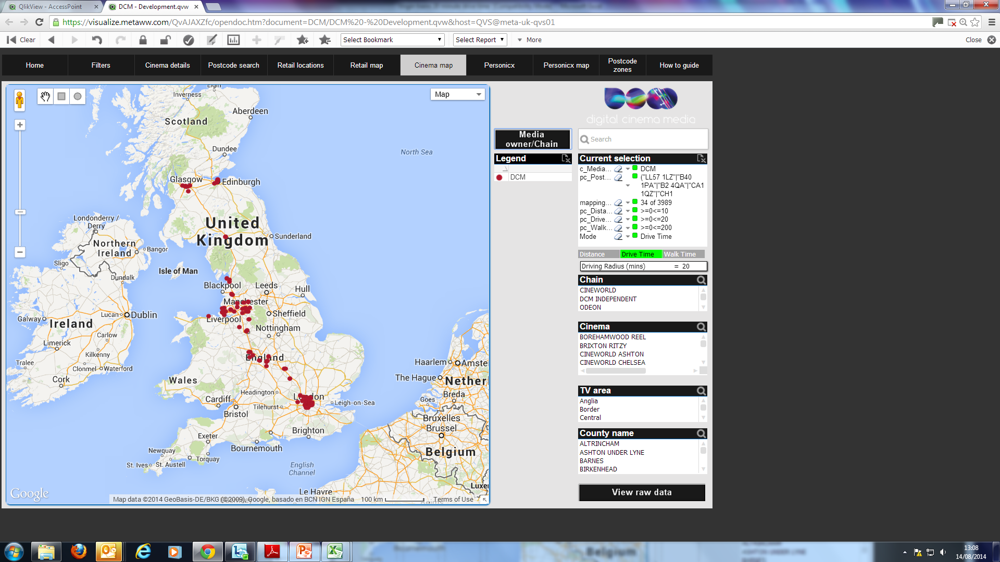 QlikView - AccessPoint
DCM - Development.qvw
https://visualize.metaww.com/QvAJAXZfc/opendoc.htm?document=DCM/DCM%20-%20Development.qvw&host=QVS@meta-uk-qvs01
Clear
Select Bookmark
Select Report
More
Close
Home
Filters
Cinema details
Postcode search
Retail locations
Retail map
Cinema map
Personicx
Personicx map
Postcode zones
How to guide
Map
Elgin
Inverness
Aberdeen
Scotland
Dundee
North Sea
Glasgow
Edinburgh
Londonderry /
Derry
United
Kingdom
Sunderland
Northern
Ireland
Bangor
Sligo
Isle of Man
Dundalk
Blackpool
Leeds
Hull
Manchester
Galway
Lucan
Dublin
Liverpool
Sheffield
Ireland
Nottingham
Carlow
Limerick
Kilkenny
England
Tralee
Clonmel
Waterford
Haarlem
Amste
Cork
Wales
The Hague
Nether
Headington
London
Breda
Cardiff
Tilehurst
Leigh-on-Sea
Goes
Bristol
Bruxelles
Brussel
Brighton
Exeter
Bournemouth
Belgium
Newquay
Torquay
St. Ives
St. Austell
English
Channel
Luxe
Le Havre
Google
Map data ©2014 GeoBasis-DE/BKG (©2009), Google, basado en BCN IGN España
100 km
Terms of Use
digital cinema media
Media
owner/Chain
Search
Legend
DCM
Current selection
c_Media... DCM
pc_Post... ("LL57 1LZ"|"B40
1PA"|"B2 4QA"|"CA1
1QZ"|"CH1
mapping... 34 of 3989
pc_Dista... >=0<=10
pc_Drive... >=0<=20
pc_Walk... >=0<=200
Mode Drive Time
Distance Drive Time Walk Time
Driving Radius (mins) = 20
Chain
CINEWORLD
DCM INDEPENDENT
ODEON
Cinema
BOREHAMWOOD REEL
BRIXTON RITZY
CINEWORLD ASHTON
CINEWORLD CHELSEA
TV area
Anglia
Border
Central
County name
ALTRINCHAM
ASHTON UNDER LYNE
BARNES
BIRKENHEAD
View raw data
13:08
14/08/2014